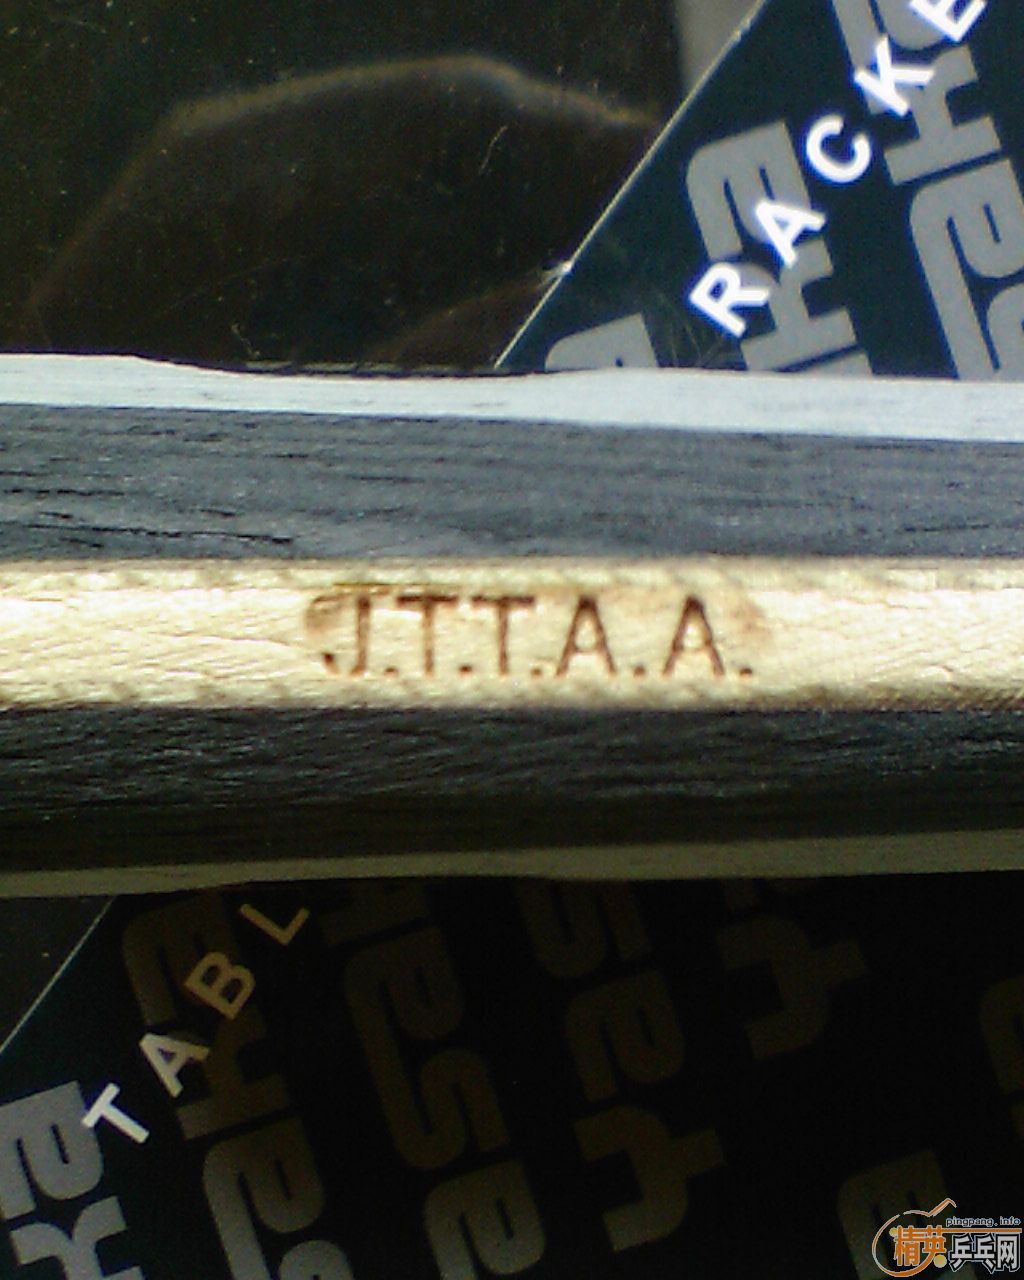 RACKE
J.T.T.A.A.
TABL
pingpang.info
精英乒乓网